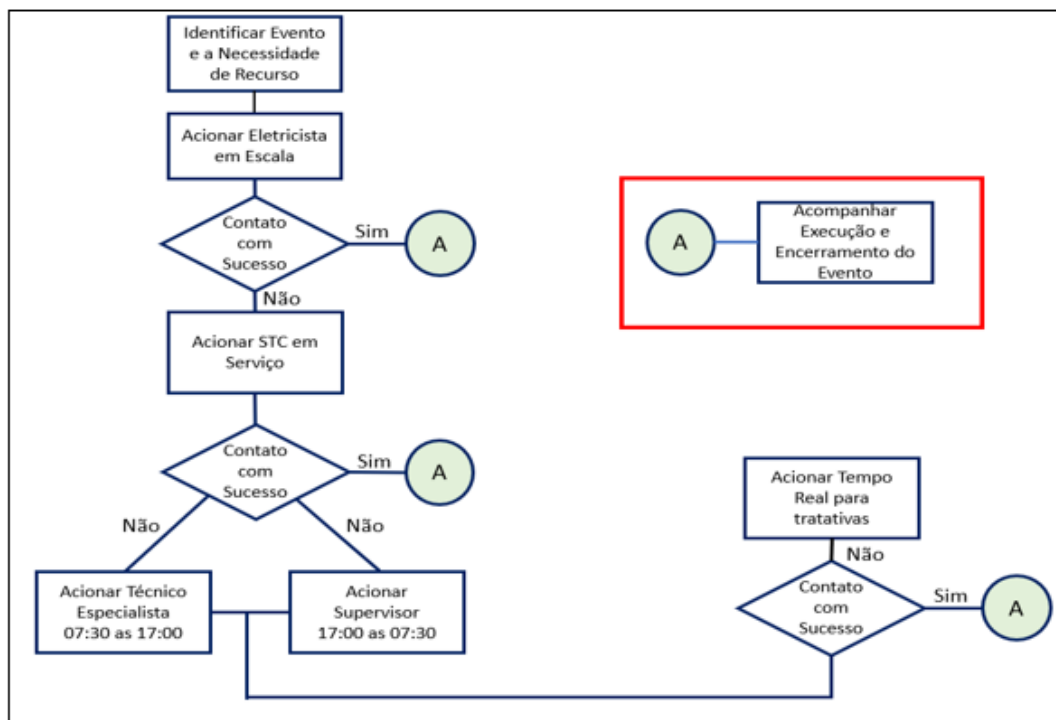 Identificar Evento
e a Necessidade
de Recurso
Acionar Eletricista
em Escala
Contato
com
Sucesso
Sim
A
Não
Acionar STC em
Serviço
Contato
com
Sucesso
Sim
A
Não
Não
Acionar Técnico
Especialista
07:30 as 17:00
Acionar
Supervisor
17:00 as 07:30
A
Acompanhar
Execução e
Encerramento do
Evento
Acionar Tempo
Real para
tratativas
Não
Contato
com
Sucesso
Sim
A